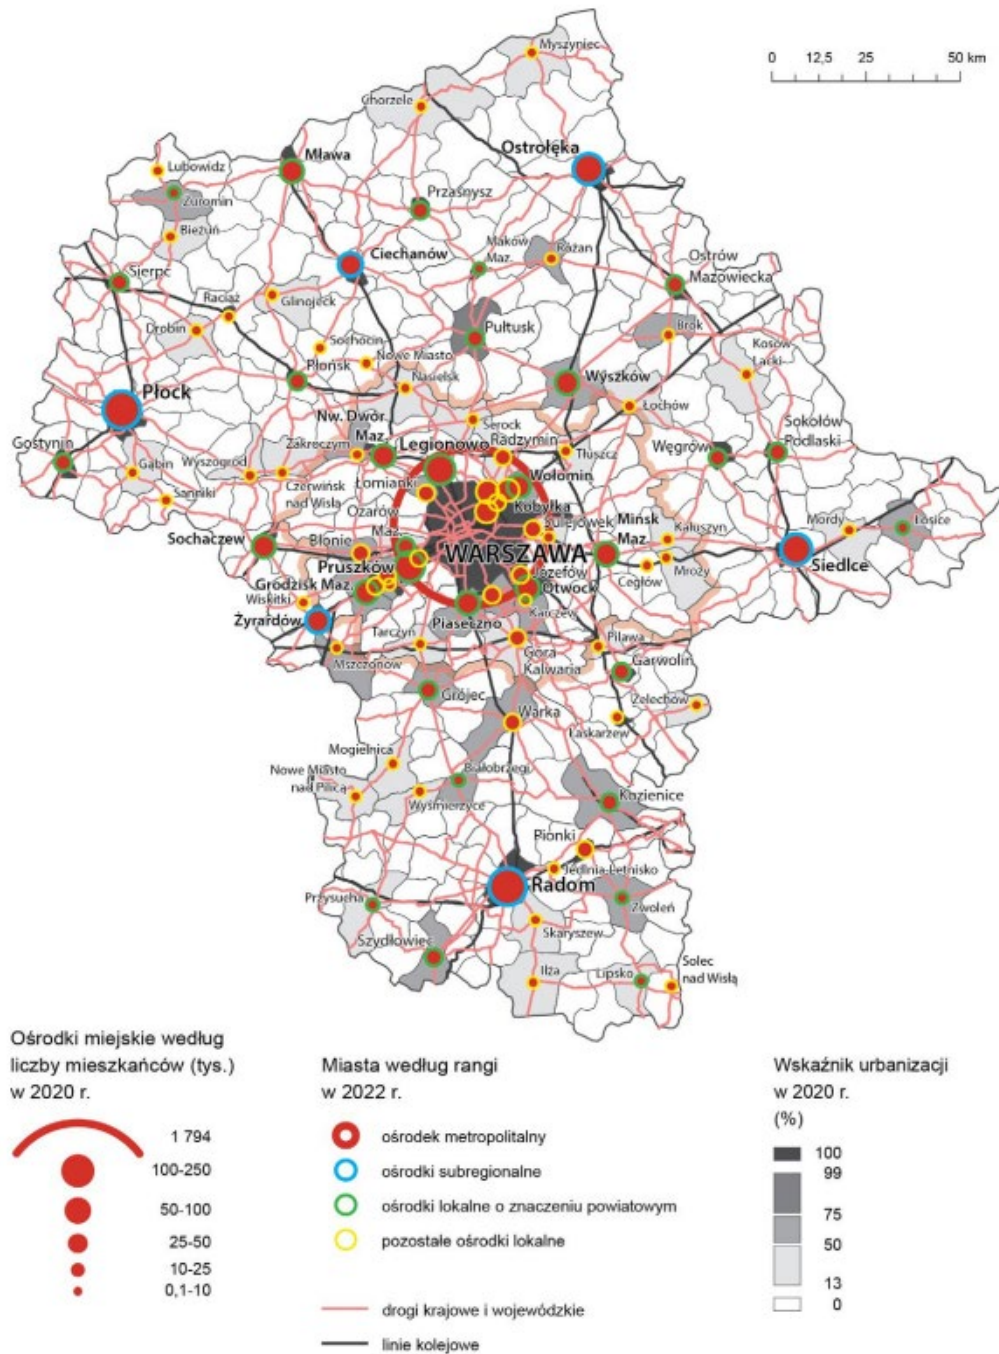 Myszyniec
0 12,5 25 50 km
Chorzele
Ostrołęka
Mława
Lubowidz
Żuromin
Przasnysz
Bieżuń
Ciechanów
Maków
Maz.
Różan
Ostrów
Mazowiecka
Sierpc
Raciąż
Glinojeck
Drobin
Sochocin
Pułtusk
Brok
Kosów
Lacki
Płońsk
Nowe Miasto
Nasielsk
Wyszków
Płock
Nw. Dwór
Maz.
Serock
Łochów
Sokołów
Podlaski
Gostynin
Zakroczym
Legionowo
Radzymin
Tłuszcz
Węgrów
Gąbin
Wyszogród
Czerwińsk
nad Wisłą
Łomianki
Wołomin
Sanniki
Ożarów
Maz.
Kobyłka
Sulejówek
Mińsk
Maz.
Kałuszyn
Mordy
Łosice
Sochaczew
Błonie
WARSZAWA
Siedlce
Pruszków
Józefów
Cegłów
Mrozy
Grodzisk Maz.
Otwock
Wiskitki
Karczew
Żyrardów
Piaseczno
Tarczyn
Pilawa
Mszczonów
Góra
Kalwaria
Garwolin
Grójec
Żelechów
Warka
Łaskarzew
Mogielnica
Nowe Miasto
nad Pilicą
Białobrzegi
Wyśmierzyce
Kozienice
Pionki
Jedlnia-Letnisko
Radom
Przysucha
Zwoleń
Skaryszew
Szydłowiec
Iłża
Lipsko
Solec
nad Wisłą
Ośrodki miejskie według
liczby mieszkańców (tys.)
w 2020 r.
1 794
100-250
50-100
25-50
10-25
0,1-10
Miasta według rangi
w 2022 r.
ośrodek metropolitalny
ośrodki subregionalne
ośrodki lokalne o znaczeniu powiatowym
pozostałe ośrodki lokalne
drogi krajowe i wojewódzkie
linie kolejowe
Wskaźnik urbanizacji
w 2020 r.
(%)
100
99
75
50
13
0